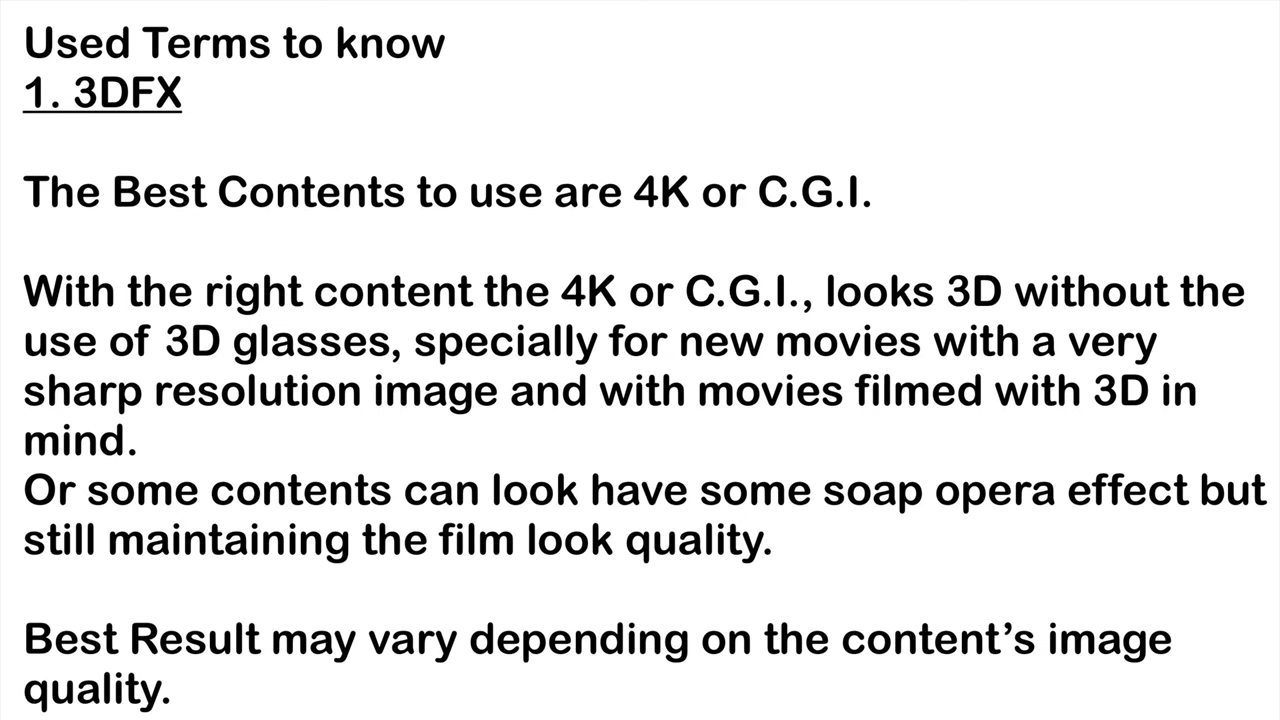 Used Terms to know
1. 3DFX
The Best Contents to use are 4K or C.G.I.
With the right content the 4K or C.G.I., looks 3D without the
use of 3D glasses, specially for new movies with a very
sharp resolution image and with movies filmed with 3D in
mind.
Or some contents can look have some soap opera effect but
still maintaining the film look quality.
Best Result may vary depending on the content’s image
quality.